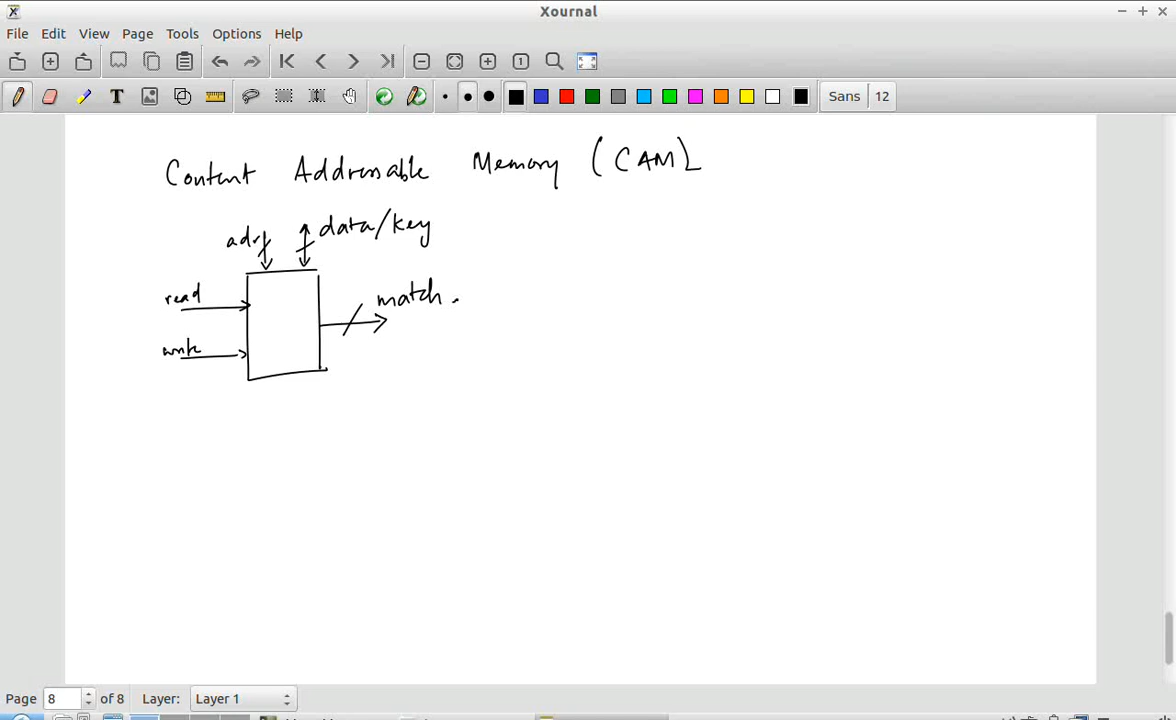 Xournal
File Edit View Page Tools Options Help
Sans 12
Content Addressable Memory (CAM)
adr data/key
read
match
write
Page 8 of 8 Layer: Layer 1